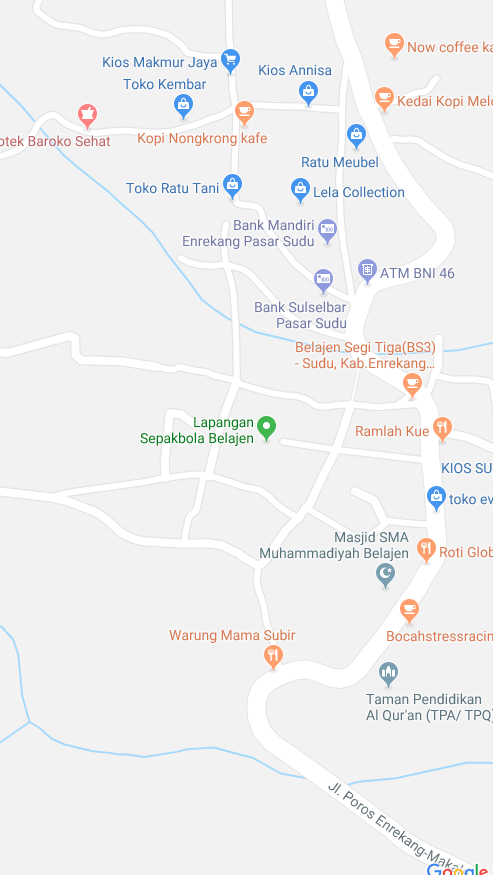 Now coffee ka
Kios Makmur Jaya
Kios Annisa
Toko Kembar
Kedai Kopi Melo
otek Baroko Sehat
Kopi Nongkrong kafe
Ratu Meubel
Toko Ratu Tani
Lela Collection
Bank Mandiri
Enrekang Pasar Sudu
ATM BNI 46
Bank Sulselbar
Pasar Sudu
Belajen Segi Tiga(BS3)
- Sudu, Kab.Enrekang...
Lapangan
Sepakbola Belajen
Ramlah Kue
KIOS SU
toko ev
Masjid SMA
Muhammadiyah Belajen
Roti Glob
Bocahstressracin
Warung Mama Subir
Taman Pendidikan
Al Qur'an (TPA/ TPQ)
Jl. Poros Enrekang-Maka
Google